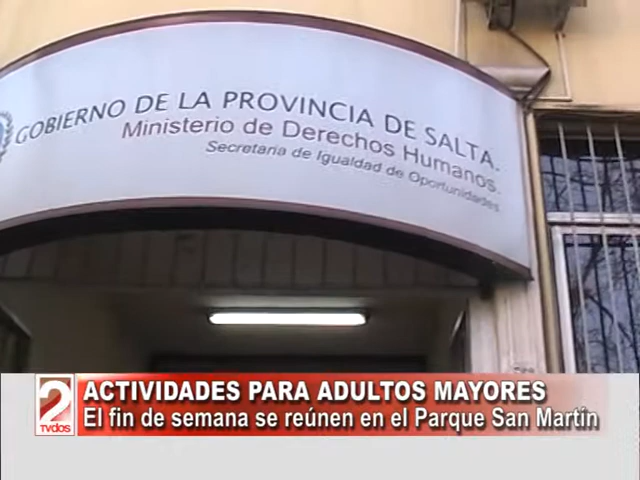 GOBIERNO DE LA PROVINCIA DE SALTA.
Ministerio de Derechos Humanos.
Secretaria de Igualdad de Oportunidades
2
TVdos
ACTIVIDADES PARA ADULTOS MAYORES
El fin de semana se reúnen en el Parque San Martín